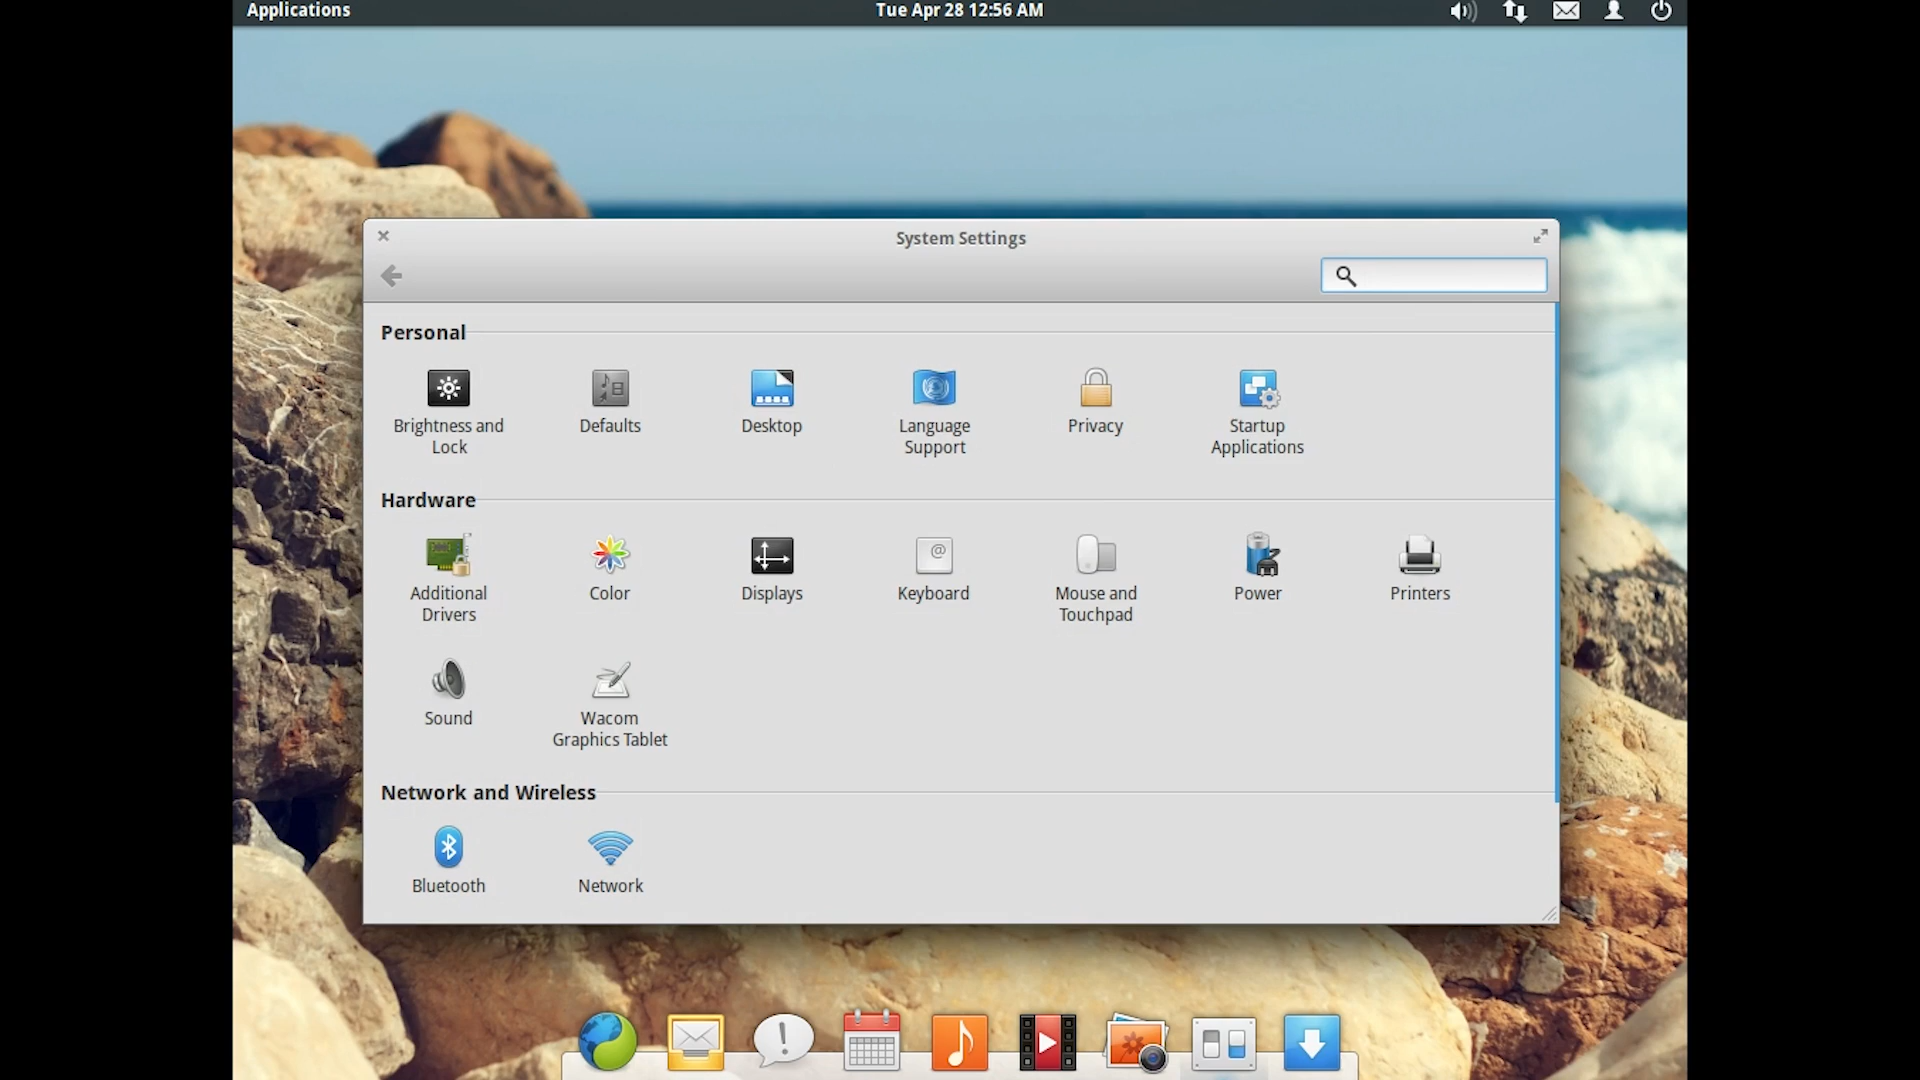 Applications
Tue Apr 28 12:56 AM
System Settings
Personal
Brightness and
Lock
Defaults
Desktop
Language
Support
Privacy
Startup
Applications
Hardware
Additional
Drivers
Color
Displays
Keyboard
Mouse and
Touchpad
Power
Printers
Sound
Wacom
Graphics Tablet
Network and Wireless
Bluetooth
Network